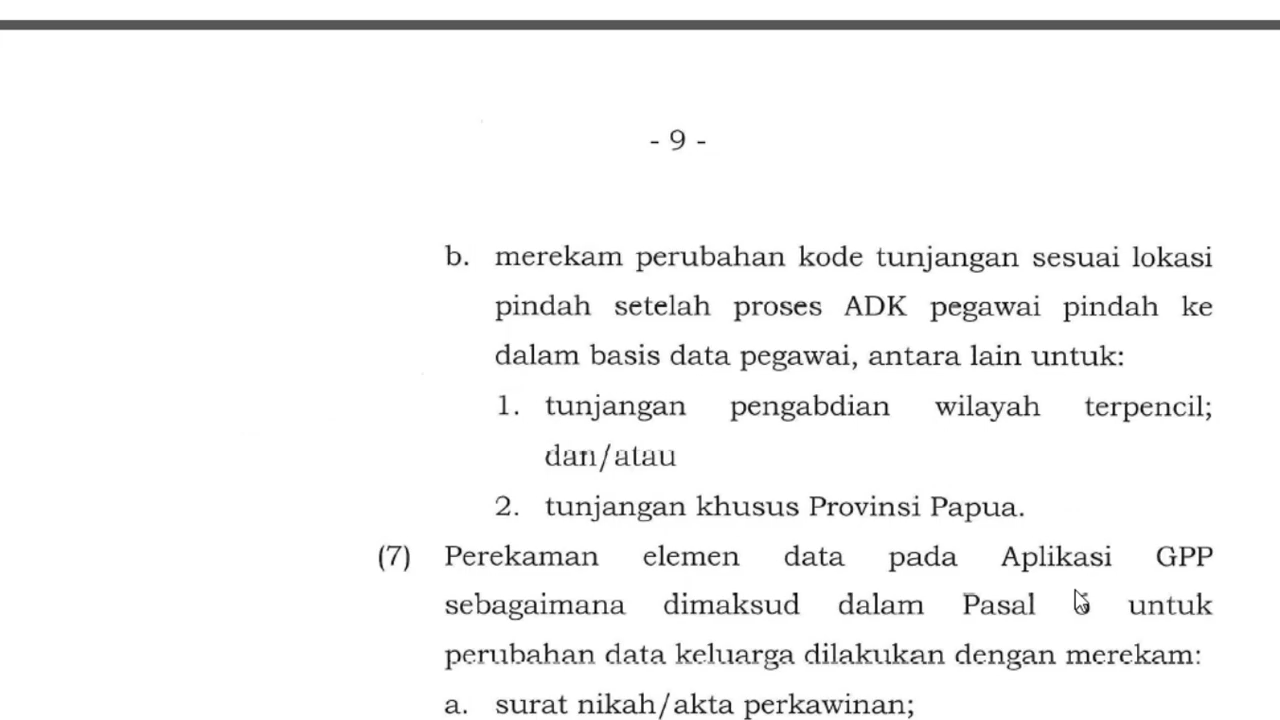 - 9 -
b. merekam perubahan kode tunjangan sesuai lokasi
pindah setelah proses ADK pegawai pindah ke
dalam basis data pegawai, antara lain untuk:
1. tunjangan pengabdian wilayah terpencil;
dan/atau
2. tunjangan khusus Provinsi Papua.
(7) Perekaman elemen data pada Aplikasi GPP
sebagaimana dimaksud dalam Pasal untuk
perubahan data keluarga dilakukan dengan merekam:
a. surat nikah/akta perkawinan;